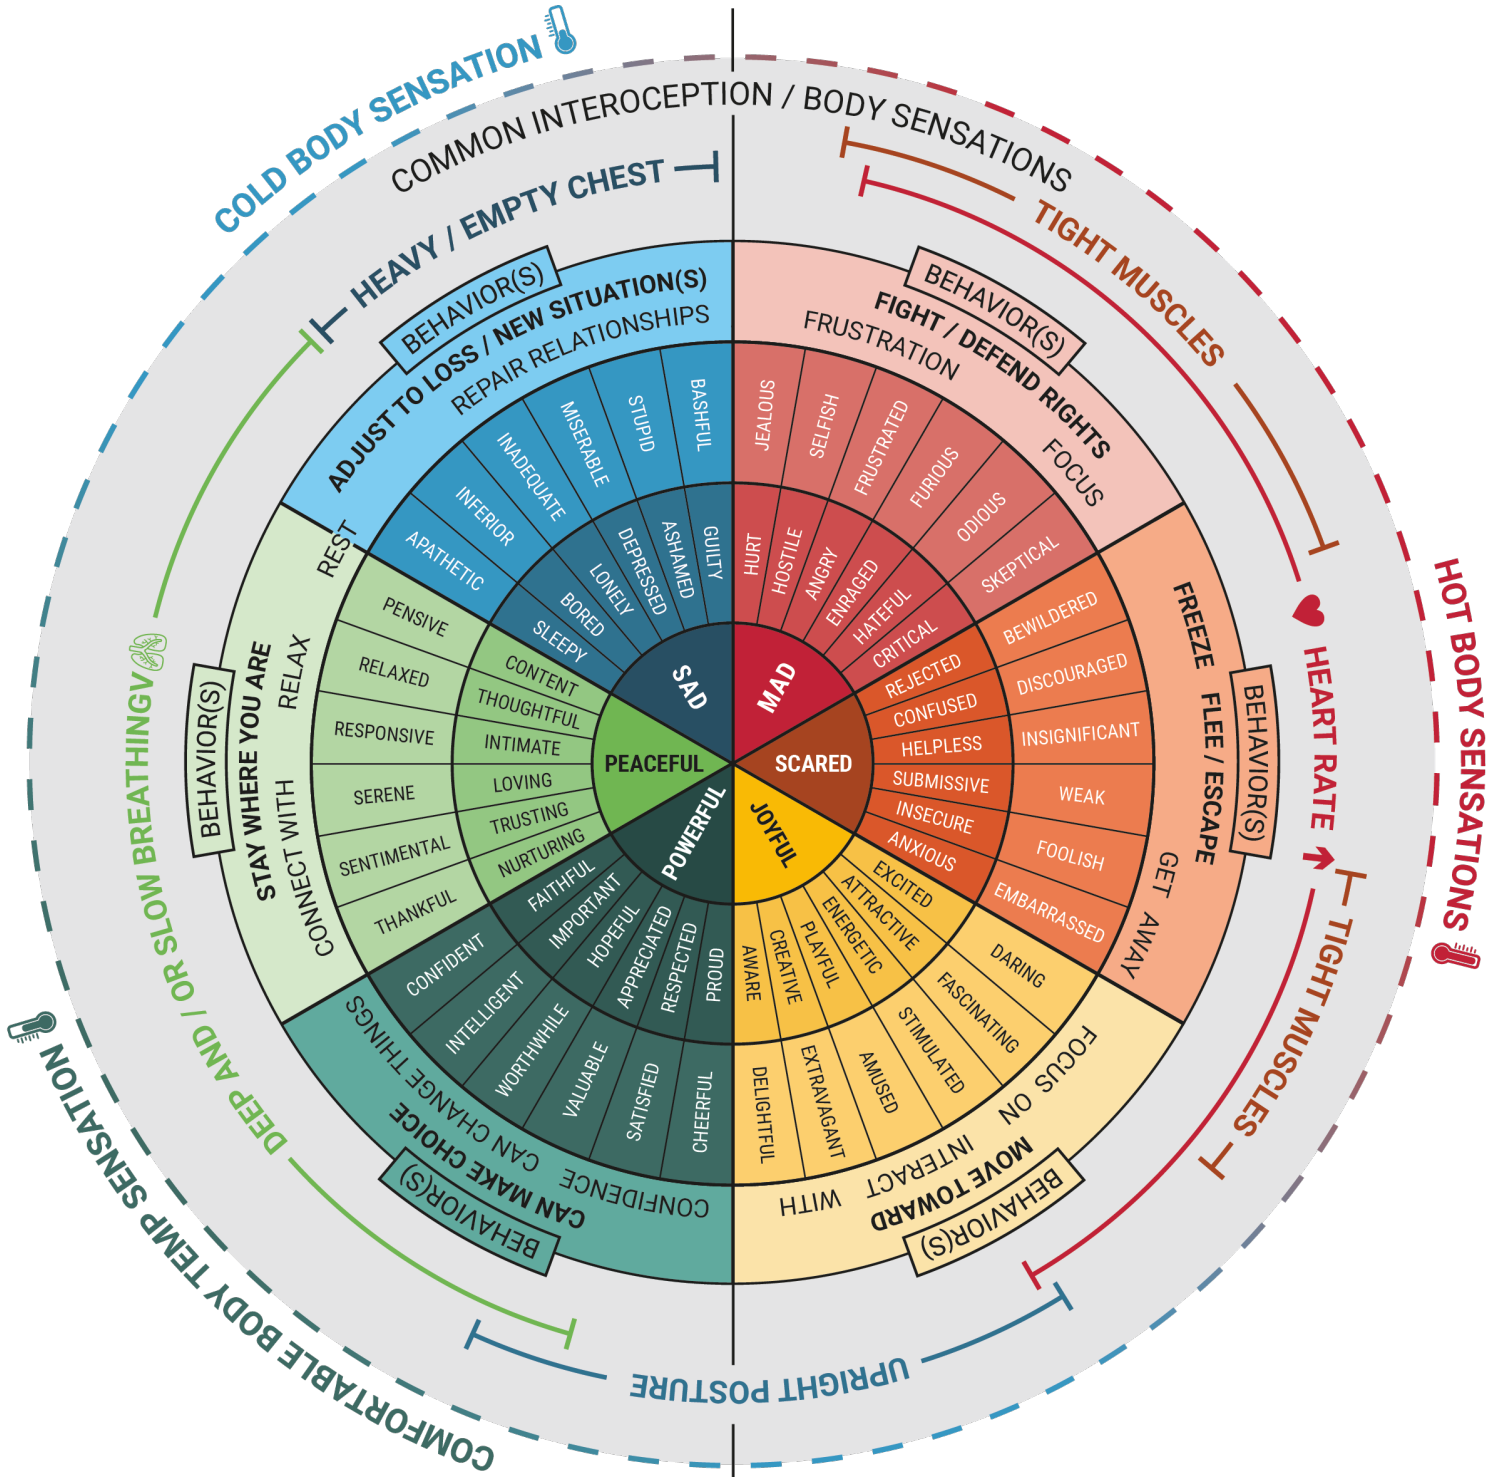 COLD BODY SENSATION
COMMON INTEROCEPTION / BODY SENSATIONS
HEAVY / EMPTY CHEST
TIGHT MUSCLES
HOT BODY SENSATIONS
HEART RATE
TIGHT MUSCLES
UPRIGHT POSTURE
DEEP AND / OR SLOW BREATHINGV
COMFORTABLE BODY TEMP SENSATION
BEHAVIOR(S)
ADJUST TO LOSS / NEW SITUATION(S)
REST
REPAIR RELATIONSHIPS
APATHETIC
INFERIOR
INADEQUATE
MISERABLE
STUPID
BASHFUL
SLEEPY
BORED
LONELY
DEPRESSED
ASHAMED
GUILTY
SAD
BEHAVIOR(S)
FIGHT / DEFEND RIGHTS
FRUSTRATION
FOCUS
JEALOUS
SELFISH
FRUSTRATED
FURIOUS
ODIOUS
SKEPTICAL
HURT
HOSTILE
ANGRY
ENRAGED
HATEFUL
CRITICAL
MAD
BEHAVIOR(S)
FREEZE
FLEE / ESCAPE
GET AWAY
BEWILDERED
DISCOURAGED
INSIGNIFICANT
WEAK
FOOLISH
EMBARRASSED
REJECTED
CONFUSED
HELPLESS
SUBMISSIVE
INSECURE
ANXIOUS
SCARED
BEHAVIOR(S)
MOVE TOWARD
FOCUS ON
INTERACT WITH
DARING
FASCINATING
STIMULATED
AMUSED
EXTRAVAGANT
DELIGHTFUL
EXCITED
ATTRACTIVE
ENERGETIC
PLAYFUL
CREATIVE
AWARE
JOYFUL
BEHAVIOR(S)
CAN MAKE CHOICE
CONFIDENCE
CAN CHANGE THINGS
CHEERFUL
SATISFIED
VALUABLE
WORTHWHILE
INTELLIGENT
CONFIDENT
PROUD
RESPECTED
APPRECIATED
HOPEFUL
IMPORTANT
FAITHFUL
POWERFUL
BEHAVIOR(S)
STAY WHERE YOU ARE
CONNECT WITH
RELAX
PENSIVE
RELAXED
RESPONSIVE
SERENE
SENTIMENTAL
THANKFUL
CONTENT
THOUGHTFUL
INTIMATE
LOVING
TRUSTING
NURTURING
PEACEFUL